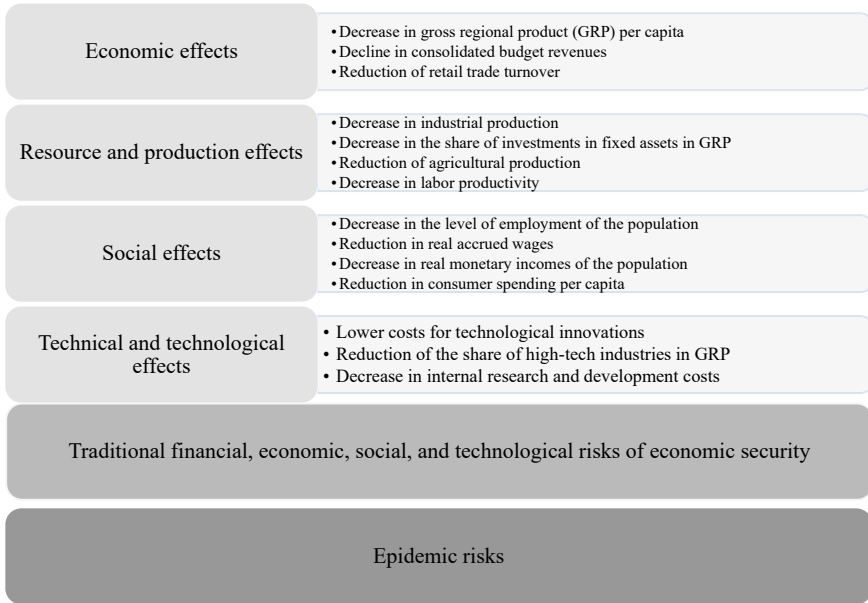 Economic effects
•Decrease in gross regional product (GRP) per capita
•Decline in consolidated budget revenues
•Reduction of retail trade turnover
Resource and production effects
•Decrease in industrial production
•Decrease in the share of investments in fixed assets in GRP
•Reduction of agricultural production
•Decrease in labor productivity
Social effects
•Decrease in the level of employment of the population
•Reduction in real accrued wages
•Decrease in real monetary incomes of the population
•Reduction in consumer spending per capita
Technical and technological
effects
• Lower costs for technological innovations
• Reduction of the share of high-tech industries in GRP
• Decrease in internal research and development costs
Traditional financial, economic, social, and technological risks of economic security
Epidemic risks